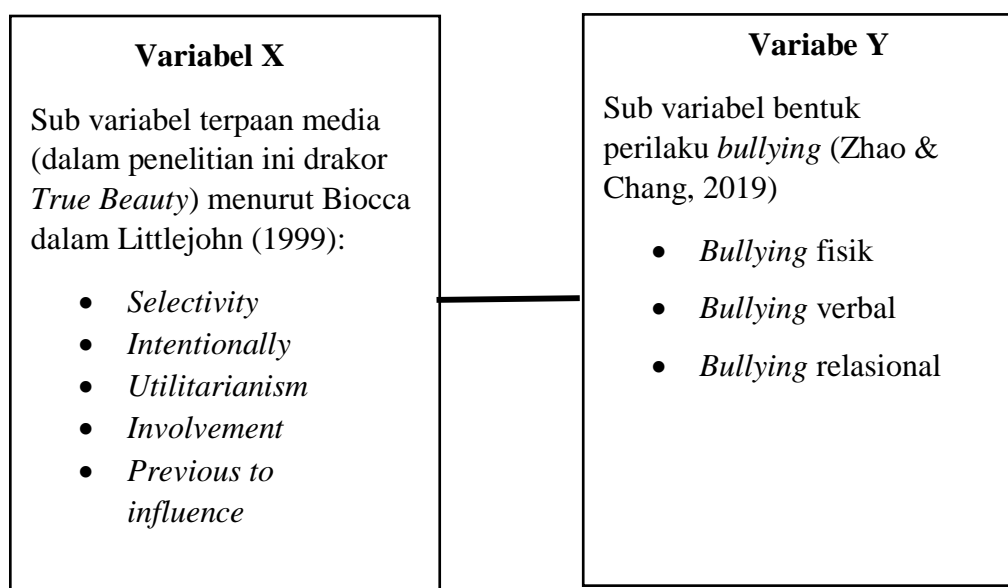 Variabel X
Sub variabel terpaan media
(dalam penelitian ini drakor
True Beauty) menurut Biocca
dalam Littlejohn (1999):
• Selectivity
• Intentionally
• Utilitarianism
• Involvement
• Previous to
influence
Variabe Y
Sub variabel bentuk
perilaku bullying (Zhao &
Chang, 2019)
• Bullying fisik
• Bullying verbal
• Bullying relasional